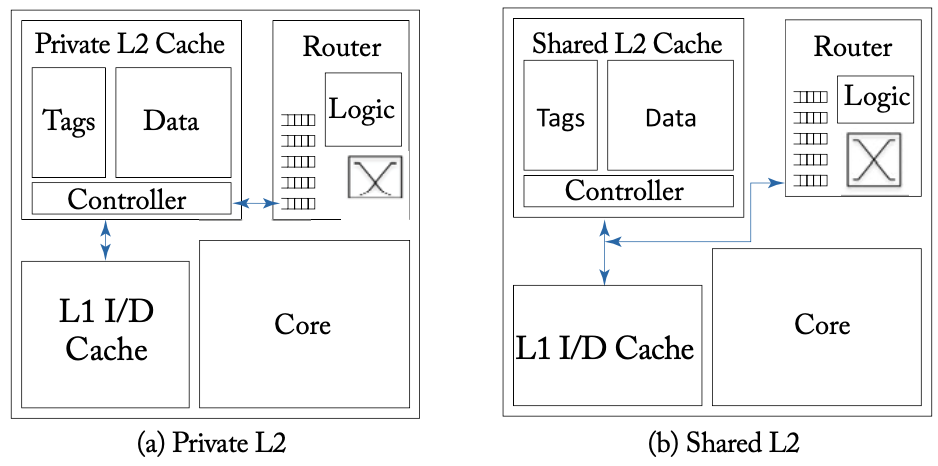 Private L2 Cache
Router
Tags
Data
Logic
Controller
L1 I/D
Cache
Core
(a) Private L2
Shared L2 Cache
Router
Tags
Data
Logic
Controller
L1 I/D Cache
Core
(b) Shared L2